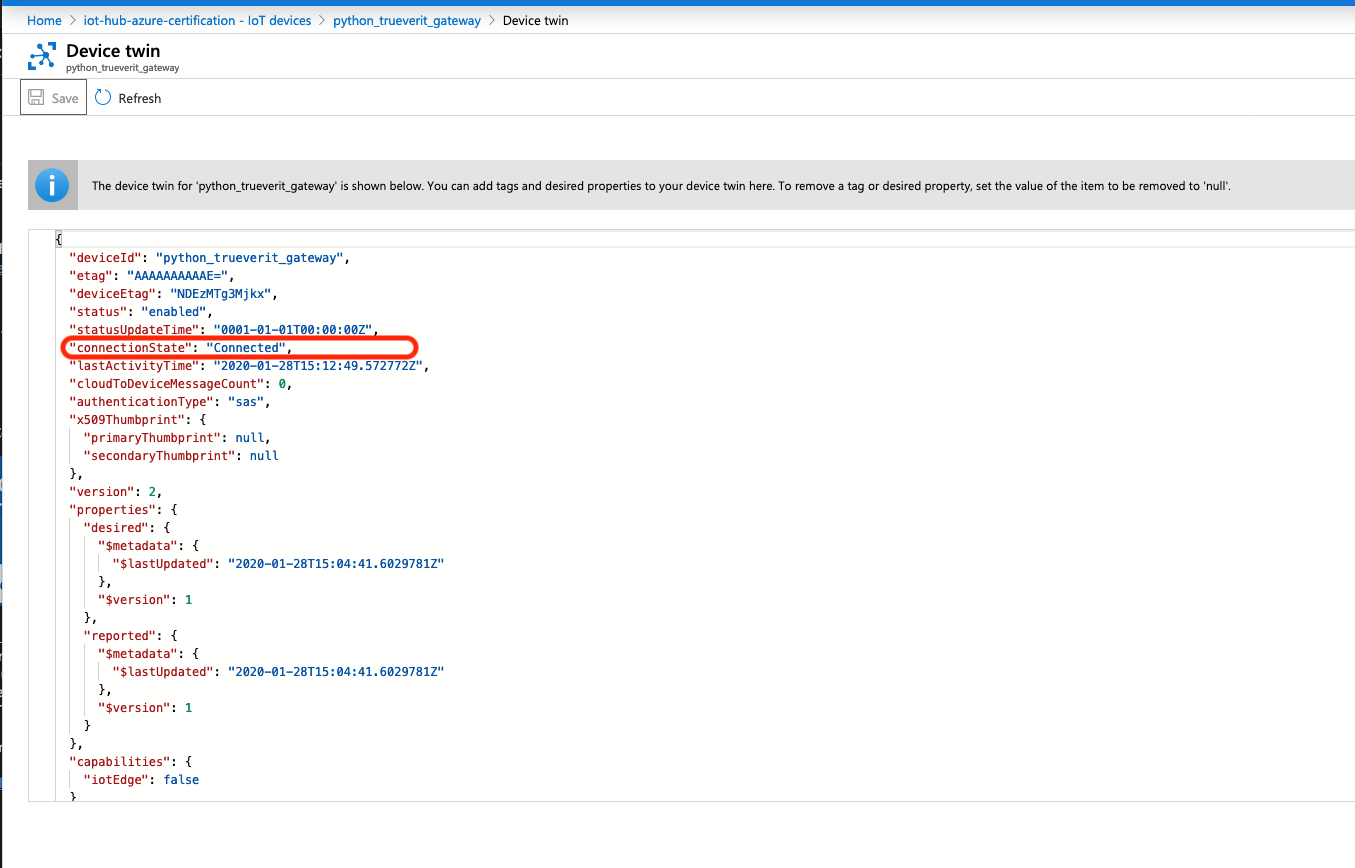 Home > iot-hub-azure-certification - IoT devices > python_trueverit_gateway > Device twin
Device twin
python_trueverit_gateway
Save Refresh
The device twin for 'python_trueverit_gateway' is shown below. You can add tags and desired properties to your device twin here. To remove a tag or desired property, set the value of the item to be removed to 'null'.
{
"deviceId": "python_trueverit_gateway",
"etag": "AAAAAAAAAAE=",
"deviceEtag": "NDEzMTg3Mjkx",
"status": "enabled",
"statusUpdateTime": "0001-01-01T00:00:00Z",
"connectionState": "Connected",
"lastActivityTime": "2020-01-28T15:12:49.572772Z",
"cloudToDeviceMessageCount": 0,
"authenticationType": "sas",
"x509Thumbprint": {
"primaryThumbprint": null,
"secondaryThumbprint": null
},
"version": 2,
"properties": {
"desired": {
"$metadata": {
"$lastUpdated": "2020-01-28T15:04:41.6029781Z"
},
"$version": 1
},
"reported": {
"$metadata": {
"$lastUpdated": "2020-01-28T15:04:41.6029781Z"
},
"$version": 1
}
},
"capabilities": {
"iotEdge": false
}